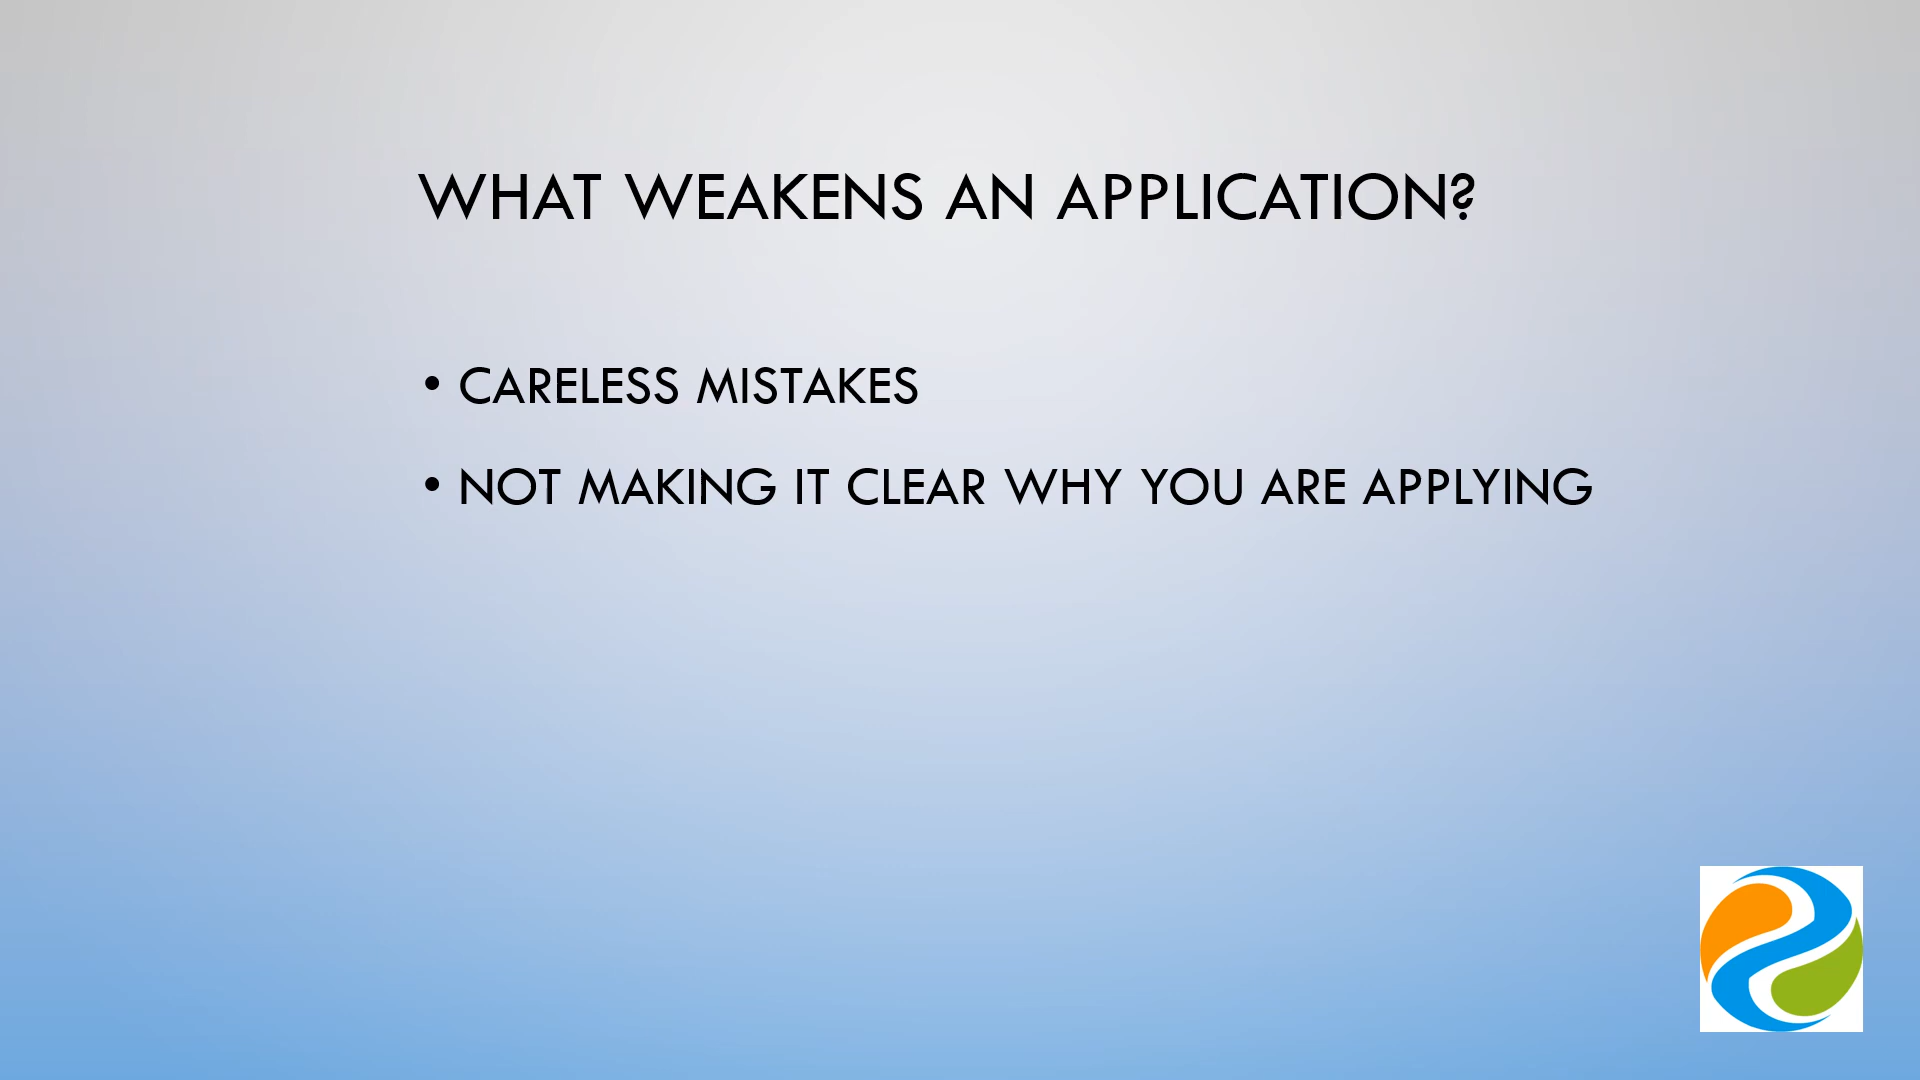 WHAT WEAKENS AN APPLICATION?
• CARELESS MISTAKES
• NOT MAKING IT CLEAR WHY YOU ARE APPLYING